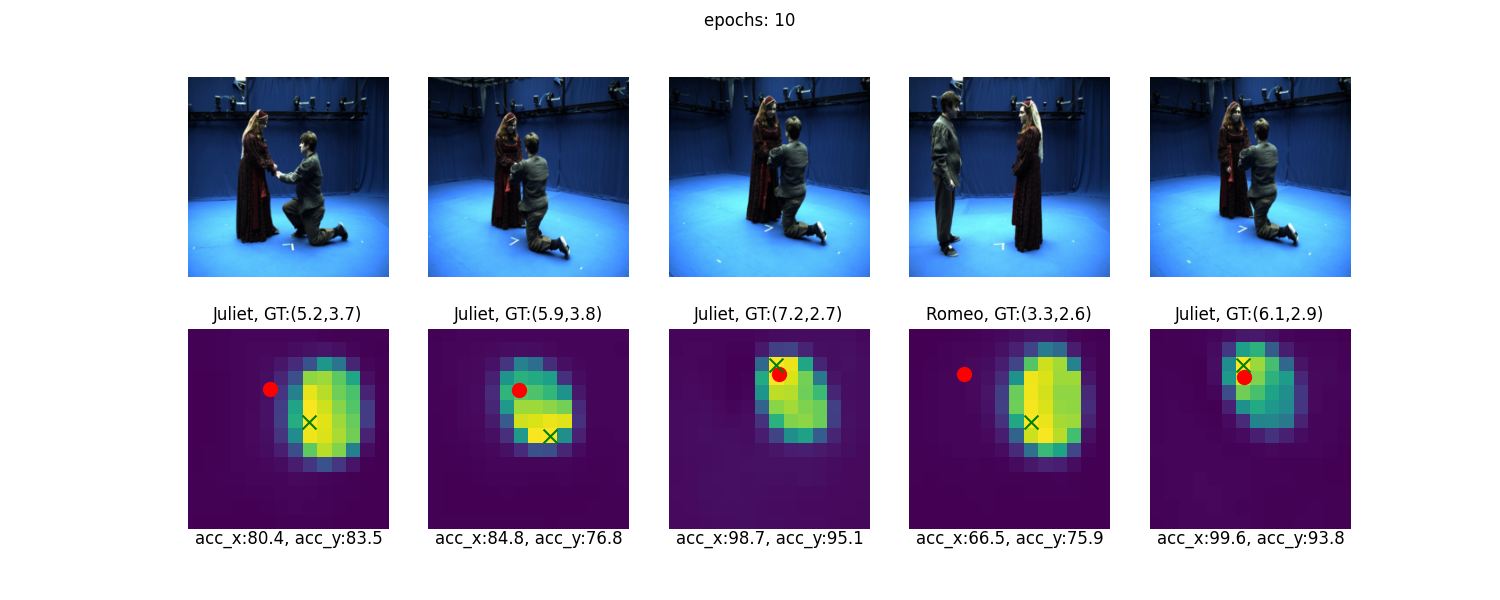 epochs: 10
Juliet, GT:(5.2,3.7)
Juliet, GT:(5.9,3.8)
Juliet, GT:(7.2,2.7)
Romeo, GT:(3.3,2.6)
Juliet, GT:(6.1,2.9)
acc_x:80.4, acc_y:83.5
acc_x:84.8, acc_y:76.8
acc_x:98.7, acc_y:95.1
acc_x:66.5, acc_y:75.9
acc_x:99.6, acc_y:93.8